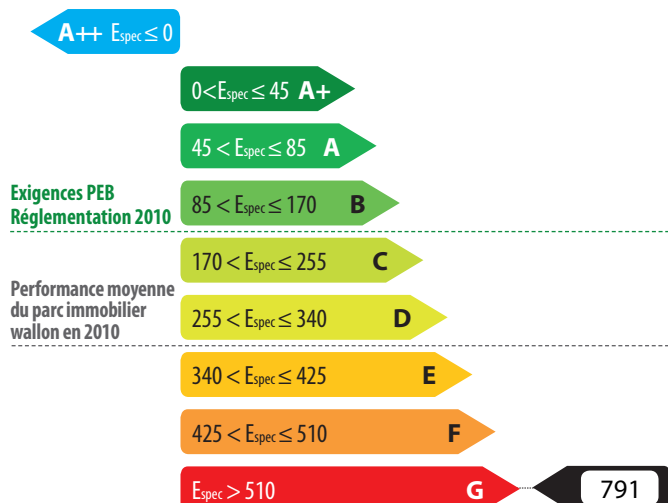 A++ Espec ≤ 0
0<Espec ≤ 45 A+
45 < Espec ≤ 85 A
Exigences PEB
Réglementation 2010
85 < Espec ≤ 170 B
170 < Espec ≤ 255 C
Performance moyenne
du parc immobilier
wallon en 2010
255 < Espec ≤ 340 D
340 < Espec ≤ 425 E
425 < Espec ≤ 510 F
Espec > 510 G
791